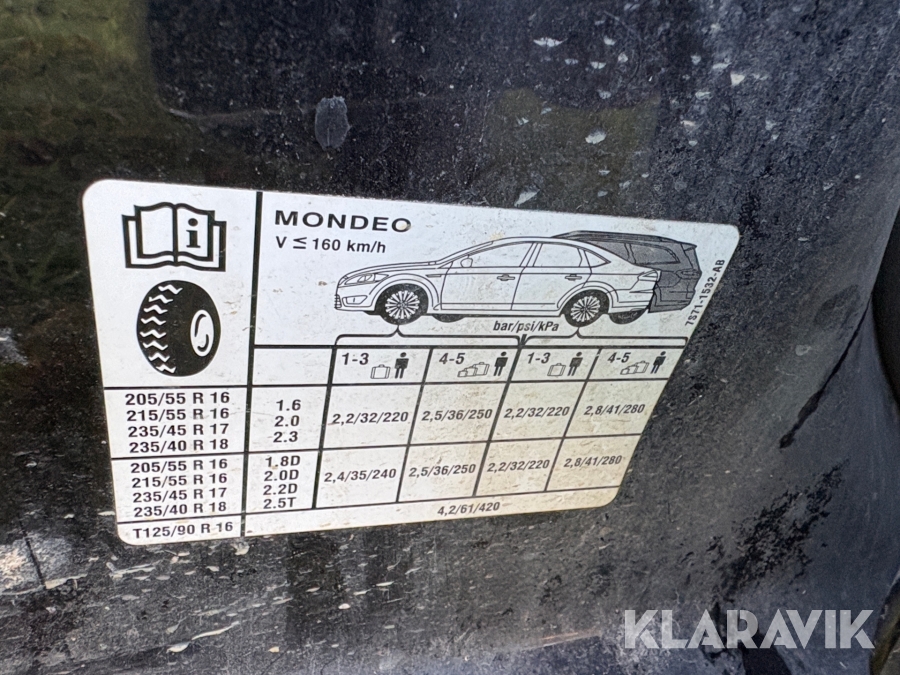 MONDEO
V ≤ 160 km/h
7S71-1532-AB
bar/psi/kPa
1-3 4-5 1-3 4-5
205/55 R 16
215/55 R 16
235/45 R 17
235/40 R 18
1.6
2.0
2.3
2,2/32/220 2,5/36/250 2,2/32/220 2,8/41/280
205/55 R 16
215/55 R 16
235/45 R 17
235/40 R 18
1.8D
2.0D
2.2D
2.5T
2,4/35/240 2,5/36/250 2,2/32/220 2,8/41/280
T125/90 R 16 4,2/61/420
KLARAVIK